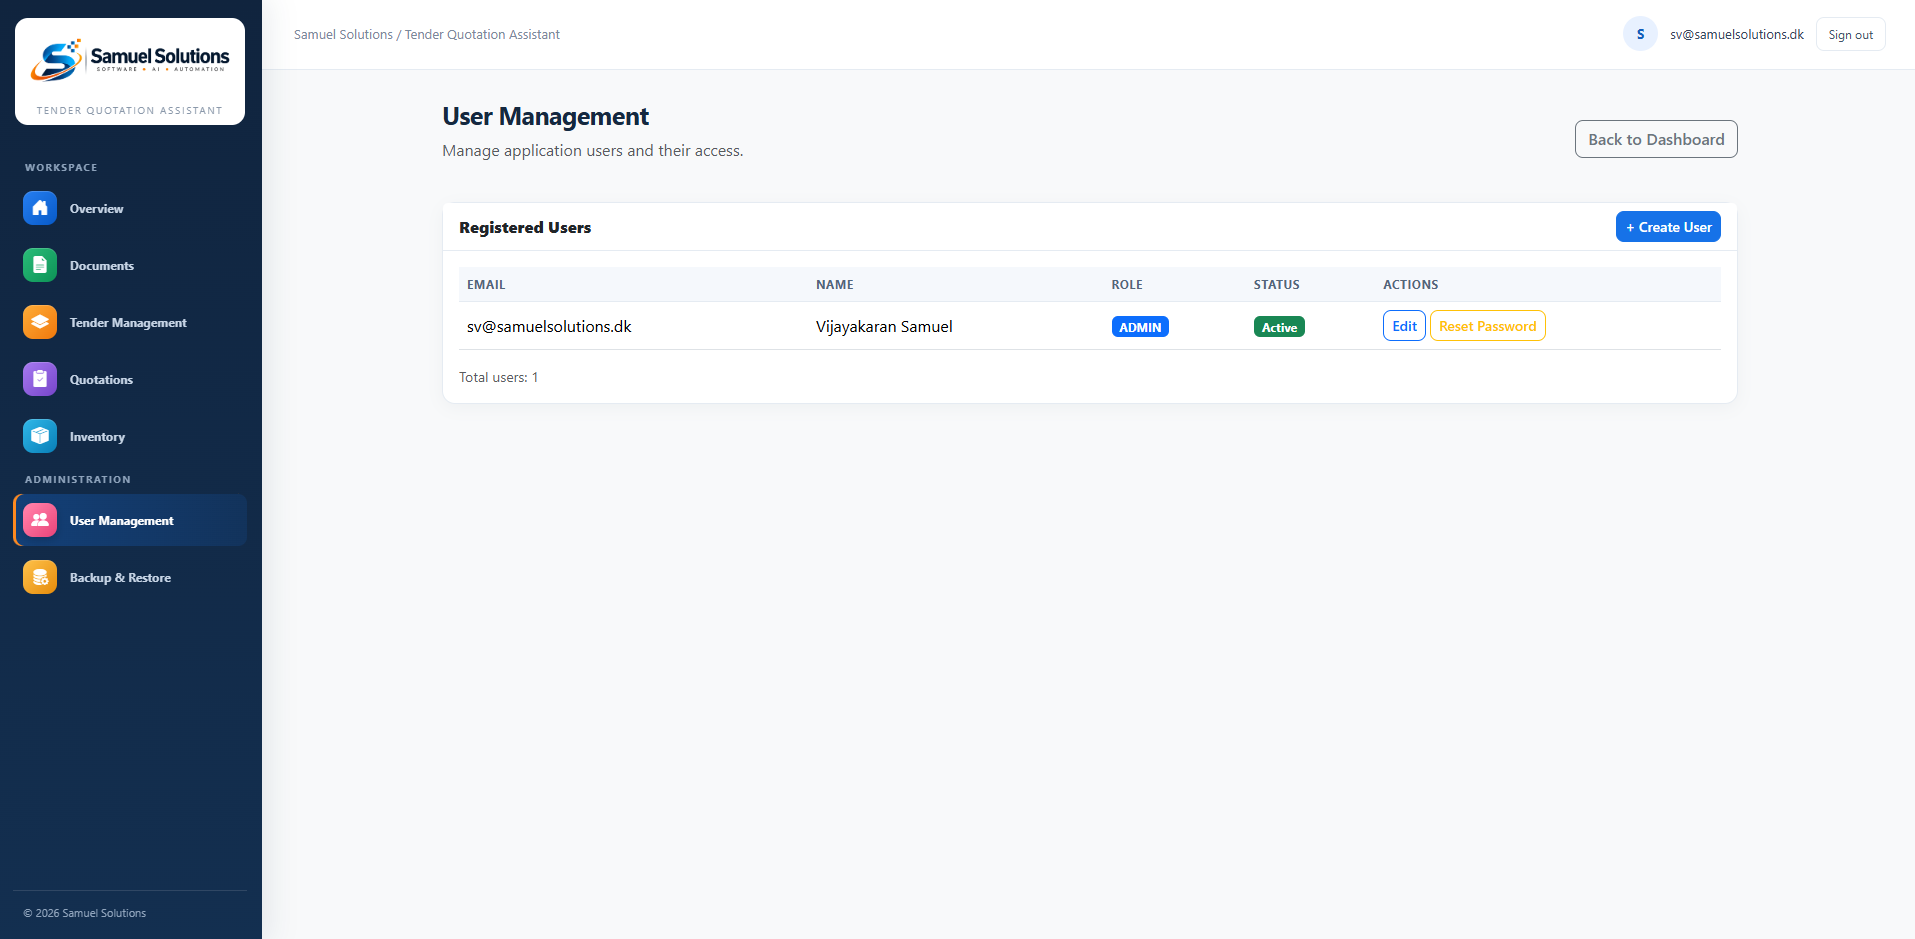 Samuel Solutions
SOFTWARE • AI • AUTOMATION
TENDER QUOTATION ASSISTANT
WORKSPACE
Overview
Documents
Tender Management
Quotations
Inventory
ADMINISTRATION
User Management
Backup & Restore
© 2026 Samuel Solutions
Samuel Solutions / Tender Quotation Assistant
S sv@samuelsolutions.dk Sign out
User Management
Manage application users and their access.
Back to Dashboard
Registered Users
+ Create User
EMAIL NAME ROLE STATUS ACTIONS
sv@samuelsolutions.dk Vijayakaran Samuel ADMIN Active Edit Reset Password
Total users: 1